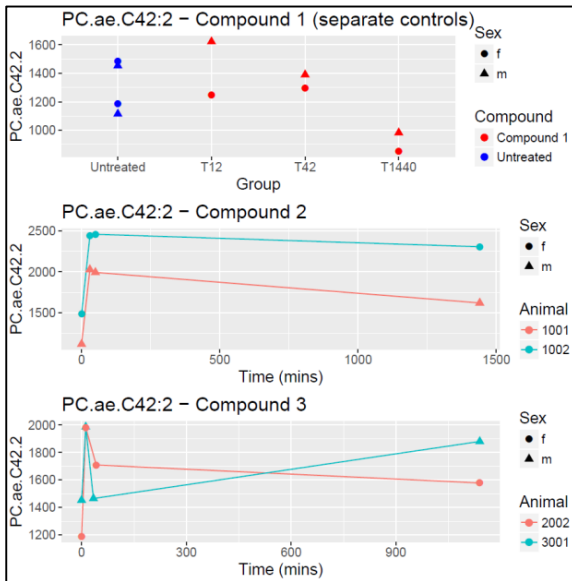 PC.ae.C42:2 − Compound 1 (separate controls)
PC.ae.C42.2
1600
1400
1200
1000
Untreated
T12
T42
T1440
Group
Sex
f
m
Compound
Compound 1
Untreated
PC.ae.C42:2 − Compound 2
PC.ae.C42.2
2500
2000
1500
0
500
1000
1500
Time (mins)
Sex
f
m
Animal
1001
1002
PC.ae.C42:2 − Compound 3
PC.ae.C42.2
2000
1800
1600
1400
1200
0
300
600
900
Time (mins)
Sex
f
m
Animal
2002
3001